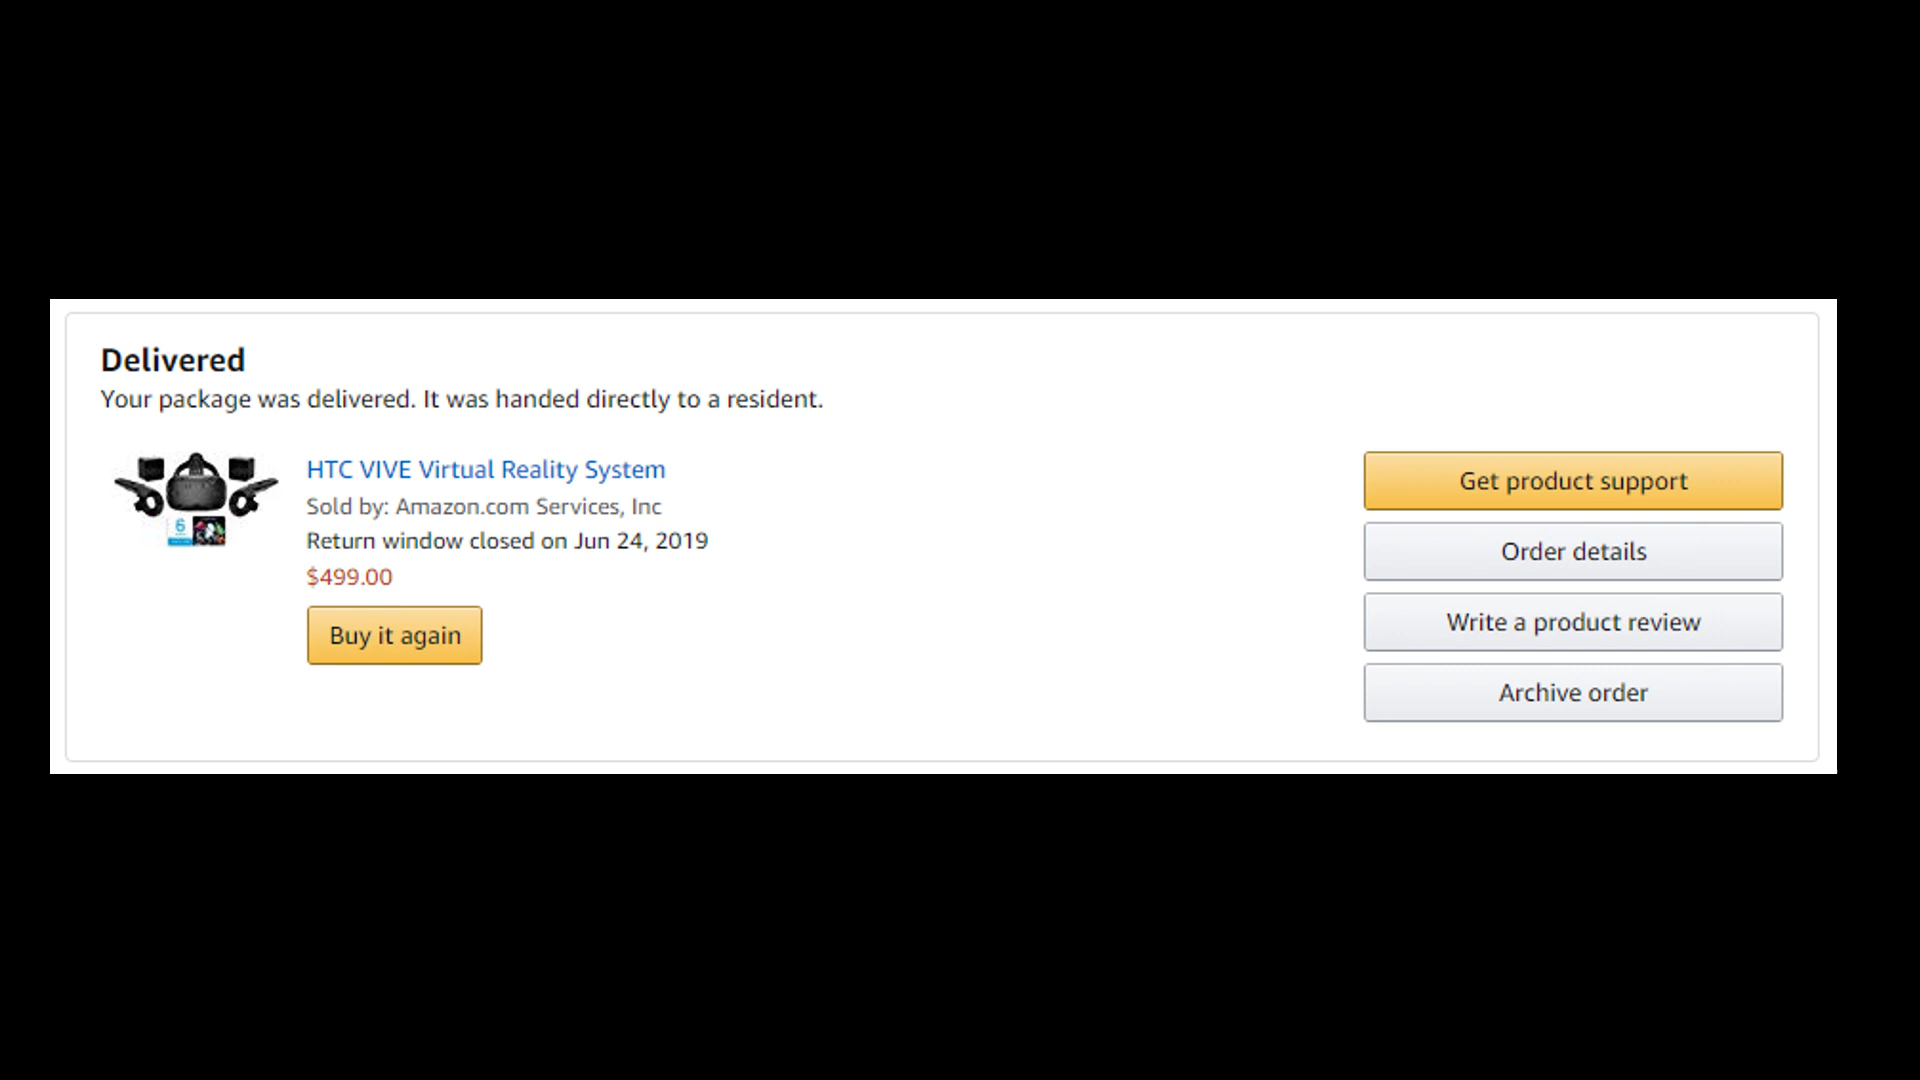 Delivered
Your package was delivered. It was handed directly to a resident.
HTC VIVE Virtual Reality System
Sold by: Amazon.com Services, Inc
Return window closed on Jun 24, 2019
$499.00
Buy it again
6
Get product support
Order details
Write a product review
Archive order